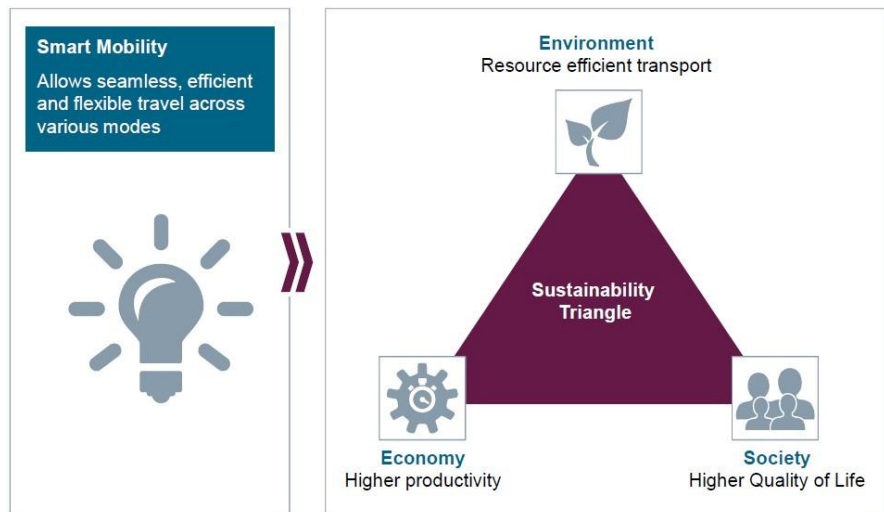 Smart Mobility
Allows seamless, efficient
and flexible travel across
various modes
Environment
Resource efficient transport
Sustainability
Triangle
Economy
Higher productivity
Society
Higher Quality of Life